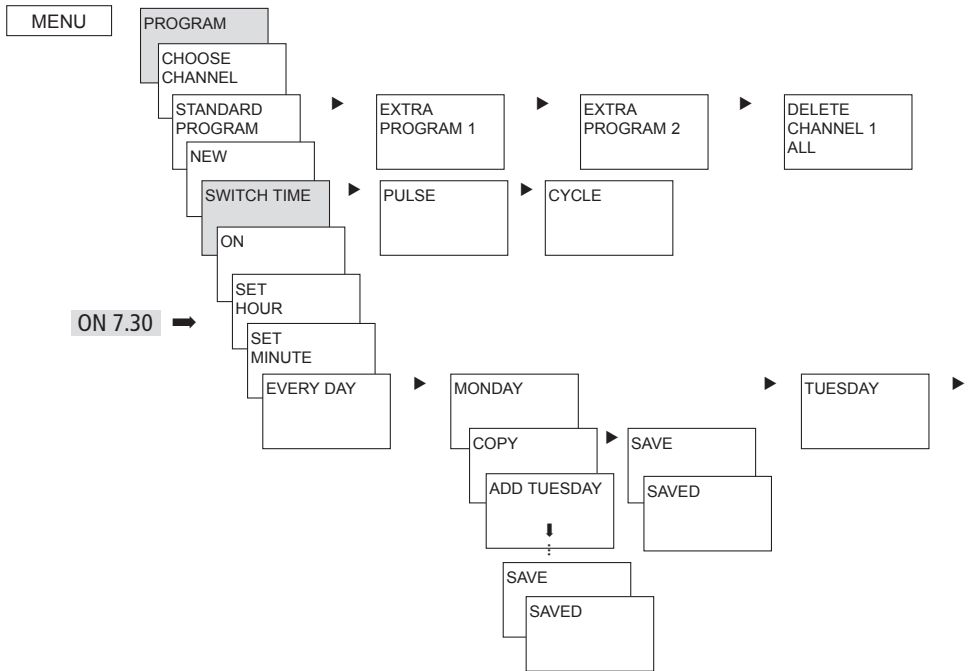 MENU
PROGRAM
CHOOSE
CHANNEL
STANDARD
PROGRAM
EXTRA
PROGRAM 1
EXTRA
PROGRAM 2
DELETE
CHANNEL 1
ALL
NEW
SWITCH TIME
PULSE
CYCLE
ON
SET
HOUR
ON 7.30
SET
MINUTE
EVERY DAY
MONDAY
TUESDAY
COPY
SAVE
ADD TUESDAY
SAVED
SAVE
SAVED